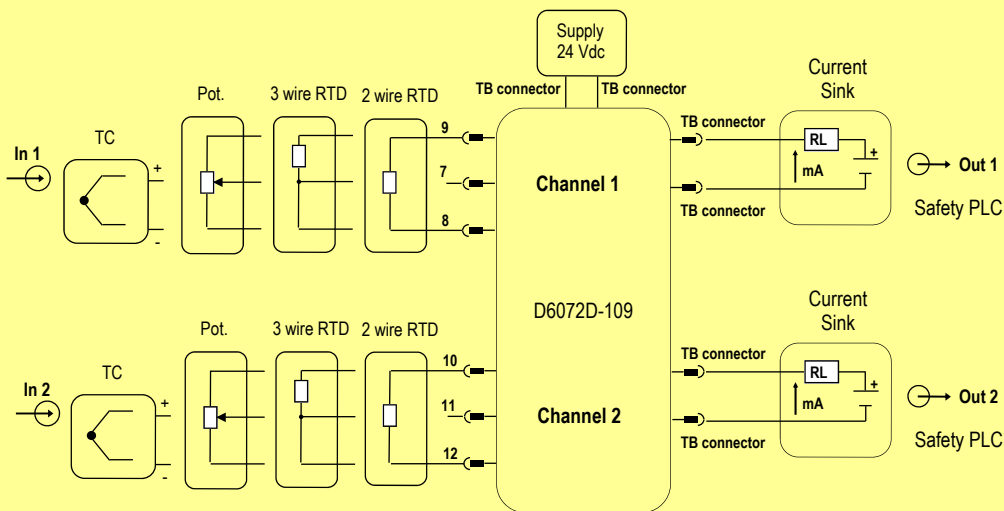 Supply
24 Vdc
TB connector
TB connector
Current
Sink
Pot.
3 wire RTD
2 wire RTD
TC
In 1
+
-
9
7
8
Channel 1
TB connector
RL
+
mA
TB connector
Out 1
Safety PLC
D6072D-109
Current
Sink
Pot.
3 wire RTD
2 wire RTD
TC
In 2
+
-
10
11
12
Channel 2
TB connector
RL
+
mA
TB connector
Out 2
Safety PLC